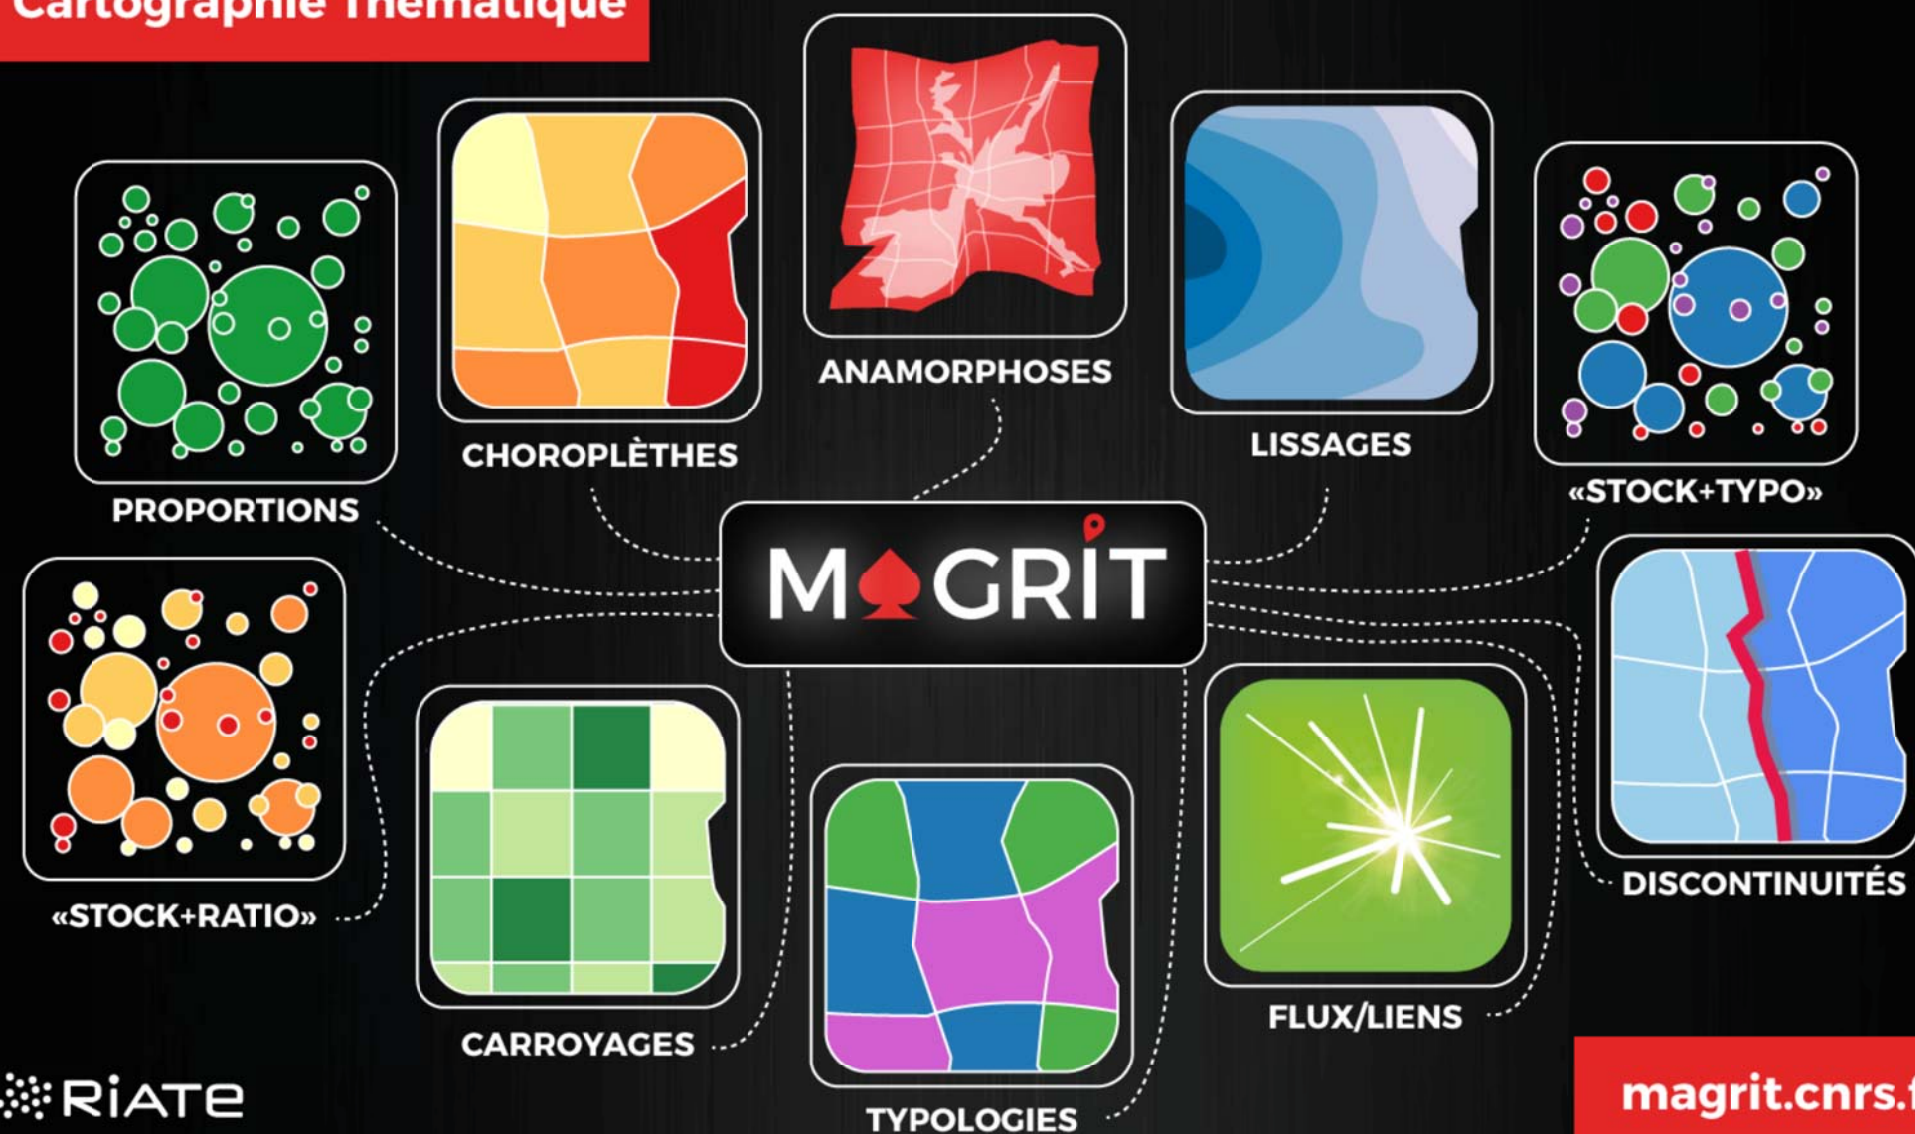 Cartographie Thématique
ANAMORPHOSES
CHOROPLÈTHES
LISSAGES
PROPORTIONS
«STOCK+TYPO»
MAGRIT
«STOCK+RATIO»
DISCONTINUITÉS
CARROYAGES
FLUX/LIENS
TYPOLOGIES
RiATe
magrit.cnrs.f